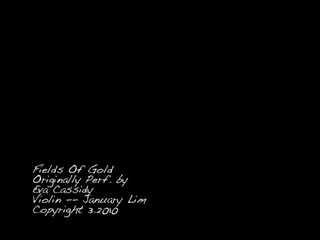 Fields Of Gold
Originally Perf. by
Eva Cassidy
Violin -- January Lim
Copyright 3.2010